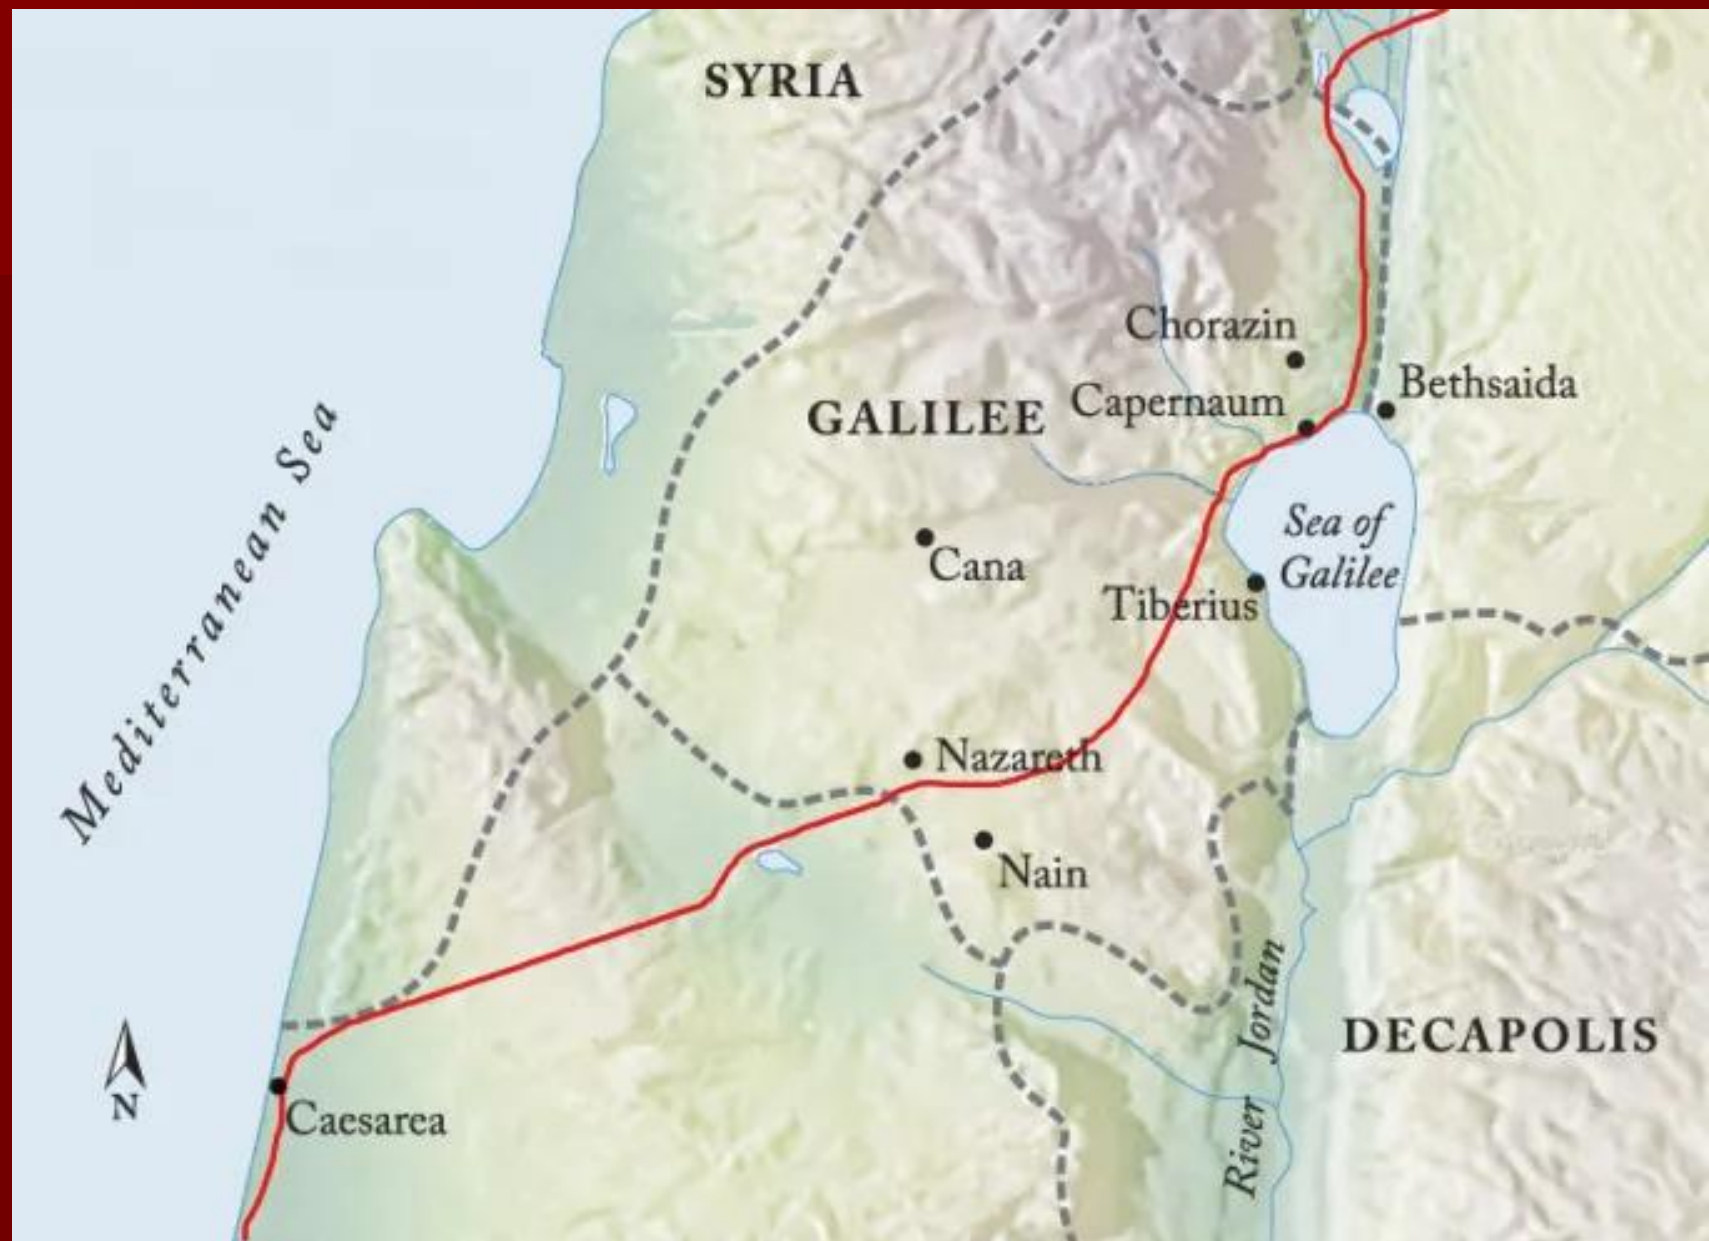 SYRIA
Chorazin
Bethsaida
Capernaum
GALILEE
Mediterranean Sea
Sea of
Galilee
Cana
Tiberius
Nazareth
Nain
River Jordan
DECAPOLIS
N
Caesarea